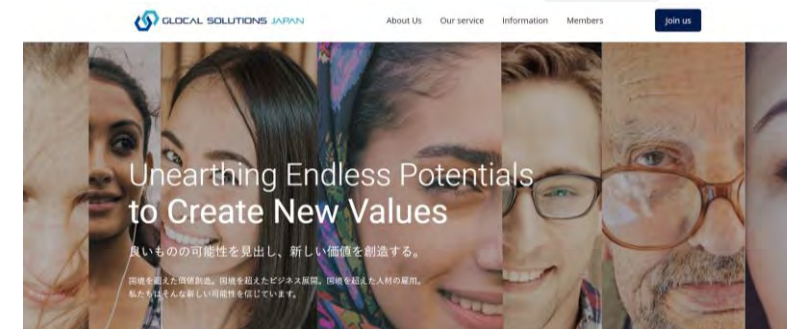 GLOCAL SOLUTIONS JAPAN
About Us
Our service
Information
Members
Join us
Unearthing Endless Potentials
to Create New Values
良いものの可能性を見出し、新しい価値を創造する。
国境を超えた価値創造。国境を超えたビジネス展開。国境を超えた人材の雇用。
私たちはそんな新しい可能性を信じています。